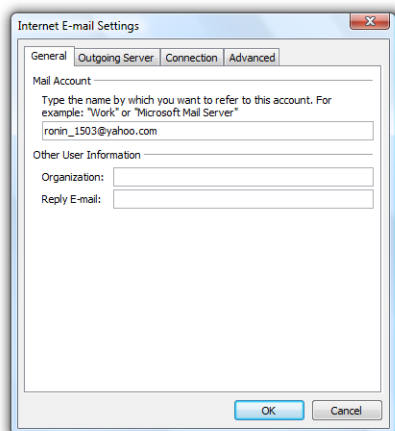 Internet E-mail Settings
General Outgoing Server Connection Advanced
Mail Account
Type the name by which you want to refer to this account. For
example: "Work" or "Microsoft Mail Server"
ronin_1503@yahoo.com
Other User Information
Organization:
Reply E-mail:
OK Cancel